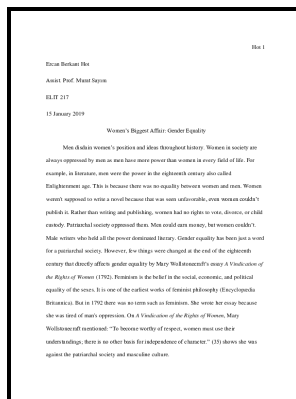 Hot 1
Ercan Berkant Hot
Assist. Prof. Murat Sayım
ELIT 217
15 January 2019
Women's Biggest Affair: Gender Equality
Men disdain women's position and ideas throughout history. Women in society are
always oppressed by men as men have more power than women in every field of life. For
example, in literature, men were the power in the eighteenth century also called
Enlightenment age. This is because there was no equality between women and men. Women
weren't supposed to write a novel because that was seen unfavorable, even woman couldn't
publish it. Rather than writing and publishing, women had no rights to vote, divorce, or child
custody. Patriarchal society oppressed them. Men could earn money, but women couldn't.
Male writers who held all the power dominated literary. Gender equality has been just a word
for a patriarchal society. However, few things were changed at the end of the eighteenth
century that directly affects gender equality by Mary Wollstonecraft's essay A Vindication of
the Rights of Women (1792). Feminism is the belief in the social, economic, and political
equality of the sexes. It is one of the earliest works of feminist philosophy (Encyclopaedia
Britannica). But in 1792 there was no term such as feminism. She wrote her essay because
she was tired of man's oppression. On A Vindication of the Rights of Women, Mary
Wollstonecraft mentioned: "To become worthy of respect, women must use their
understandings; there is no other basis for independence of character." (35) shows she was
against the patriarchal society and masculine culture.